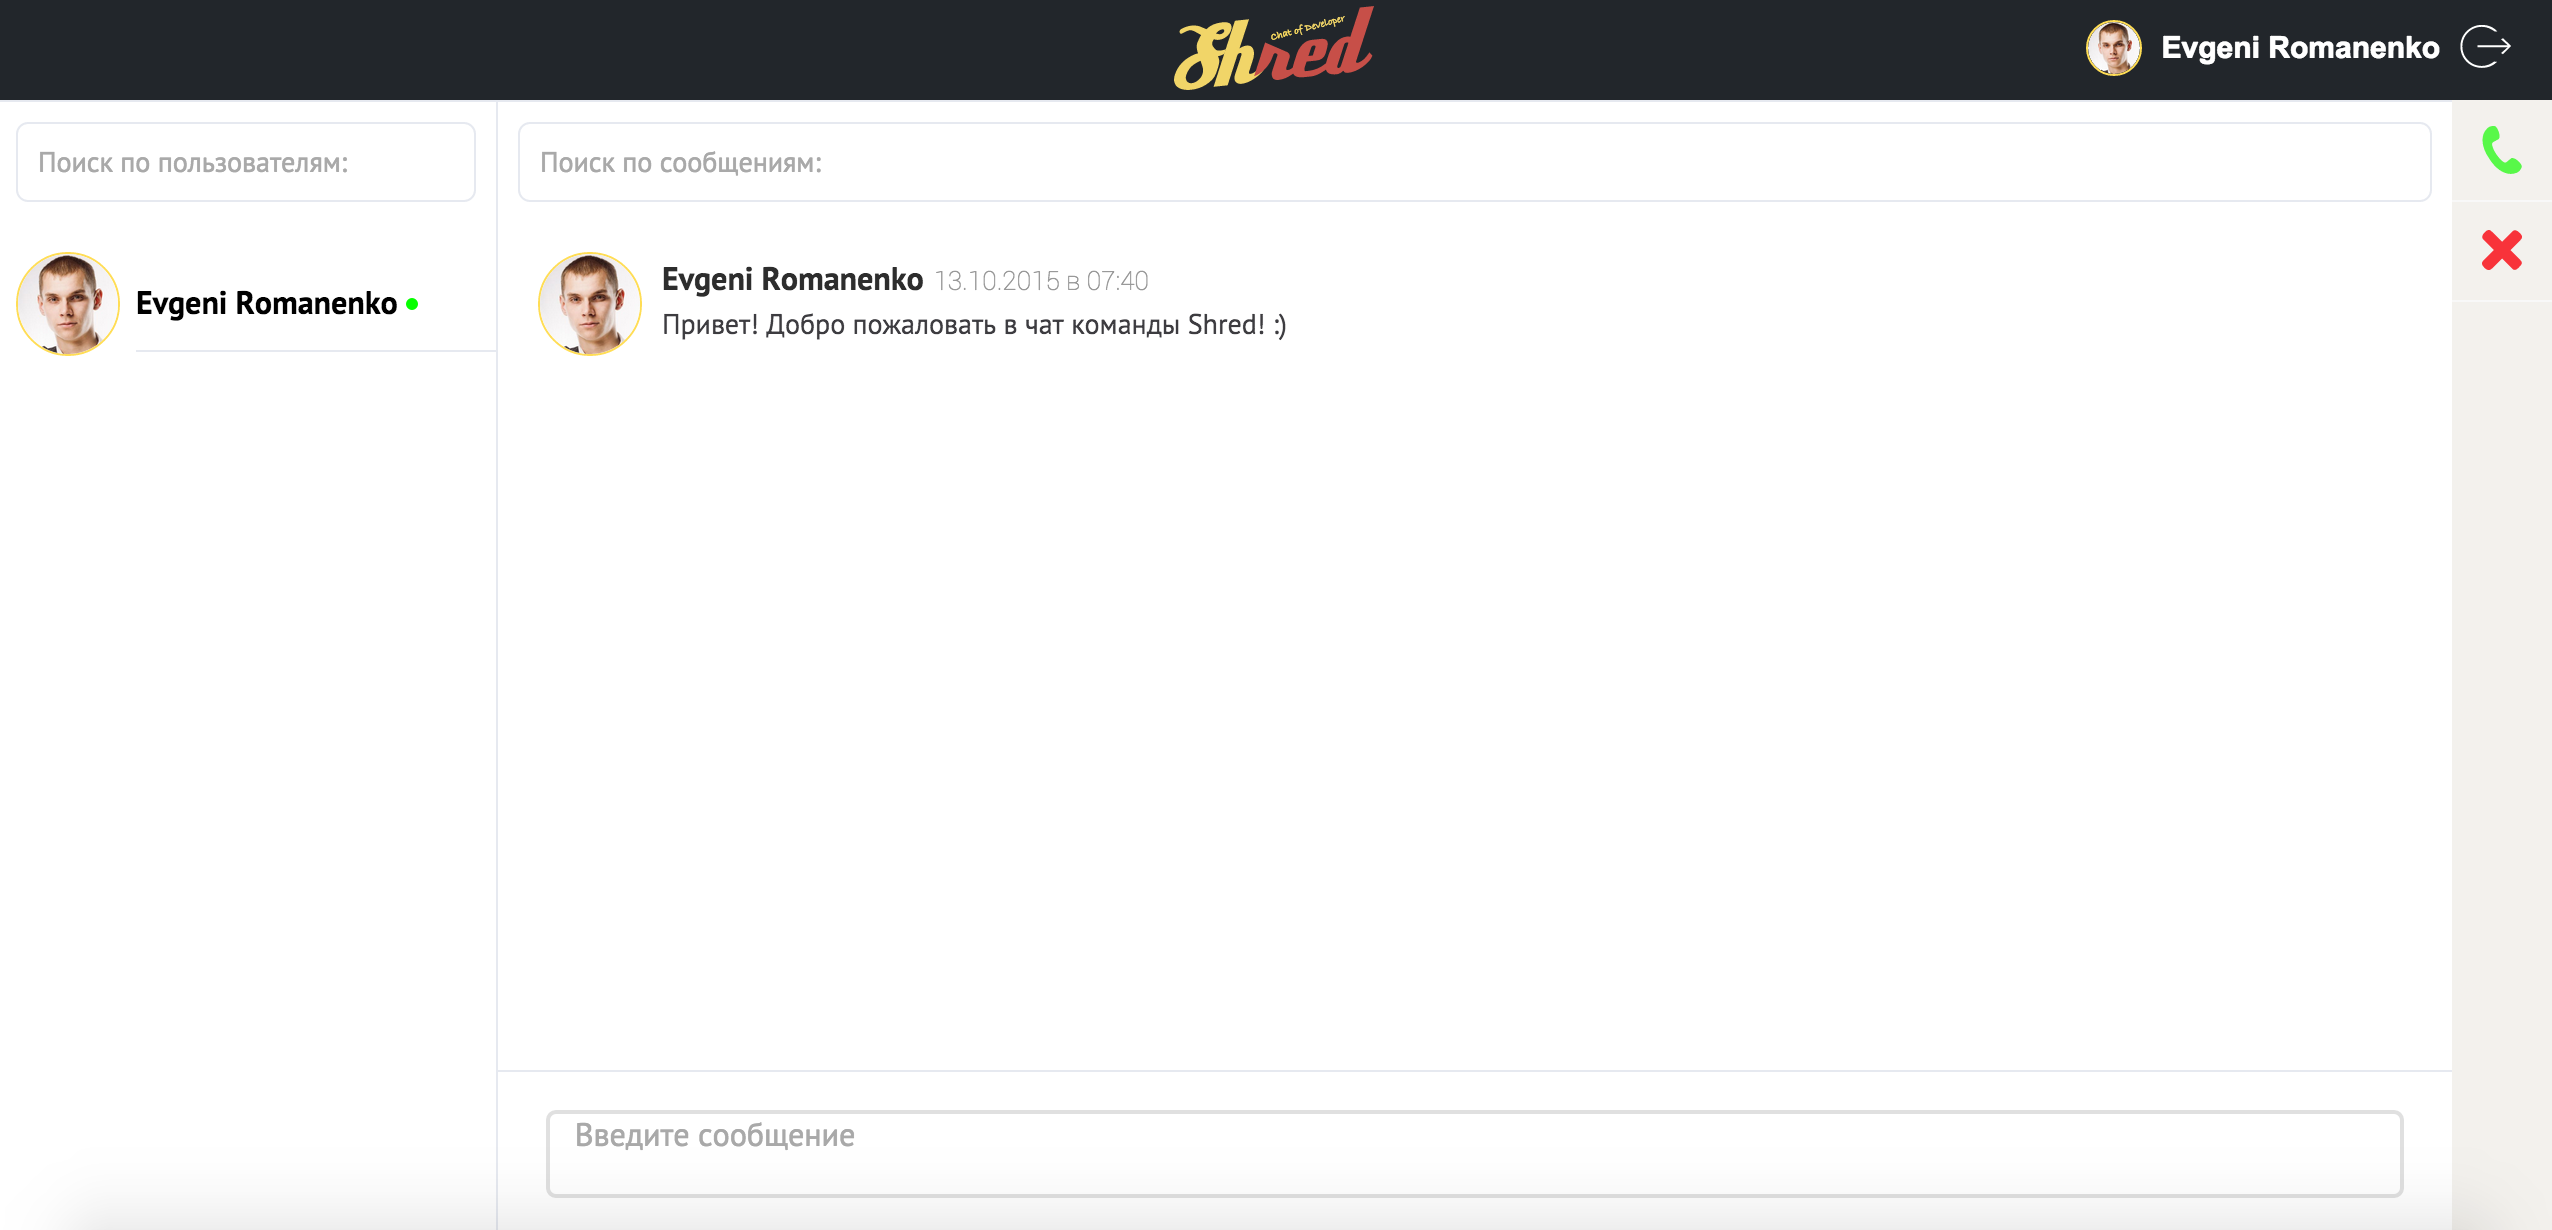 Shred
Chat of Developer
Evgeni Romanenko
Поиск по пользователям:
Поиск по сообщениям:
Evgeni Romanenko
Evgeni Romanenko 13.10.2015 в 07:40
Привет! Добро пожаловать в чат команды Shred! :)
Введите сообщение